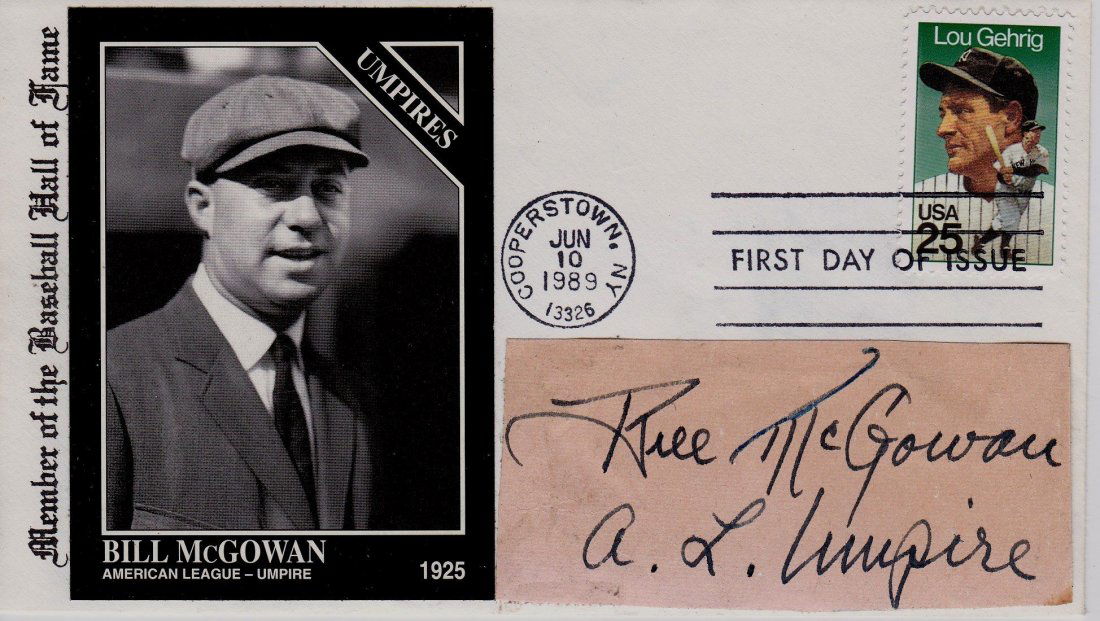 Member of the Baseball Hall of Fame
UMPIRES
BILL McGOWAN
AMERICAN LEAGUE – UMPIRE
1925
Lou Gehrig
USA
25
COOPERSTOWN, NY
JUN
10
1989
13326
FIRST DAY OF ISSUE
Bill McGowan
A. L. Umpire